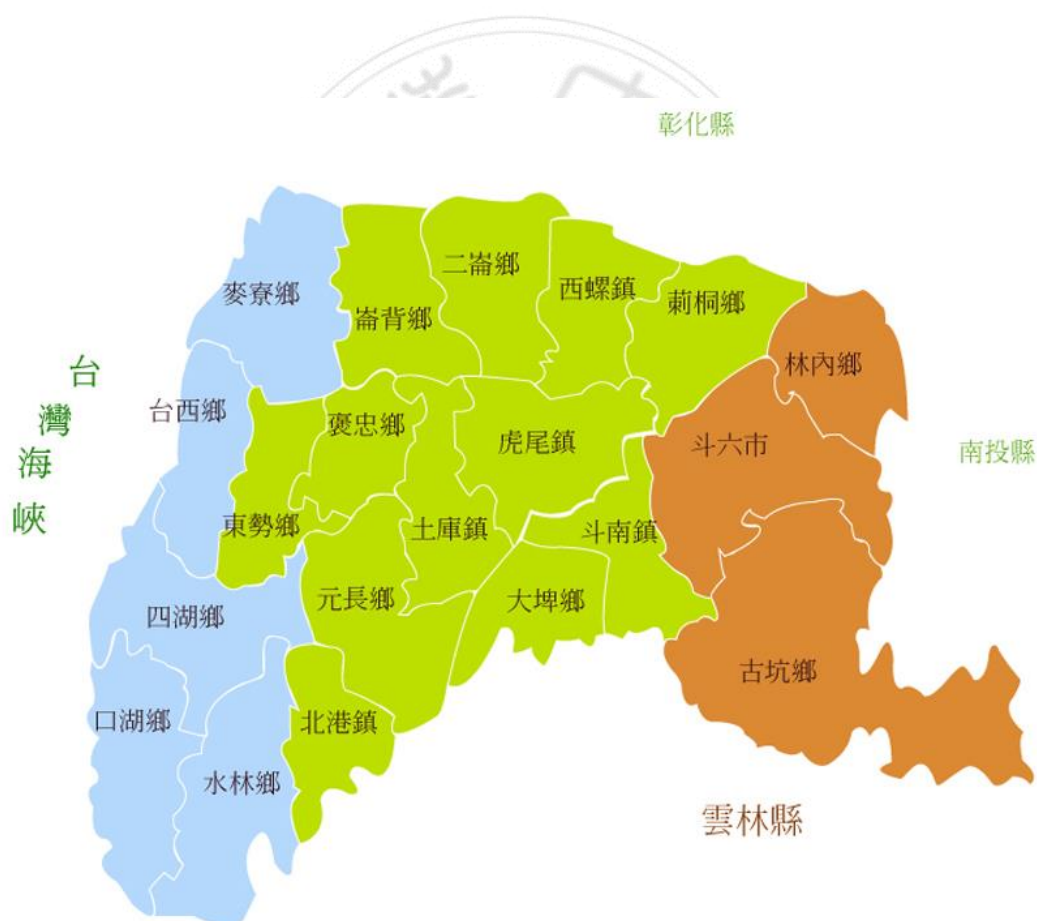 彰化縣
二崙鄉
西螺鎮
麥寮鄉
崙背鄉
莿桐鄉
林內鄉
台灣海峽
台西鄉
褒忠鄉
虎尾鎮
斗六市
南投縣
東勢鄉
土庫鎮
斗南鎮
元長鄉
大埤鄉
四湖鄉
古坑鄉
口湖鄉
北港鎮
水林鄉
雲林縣